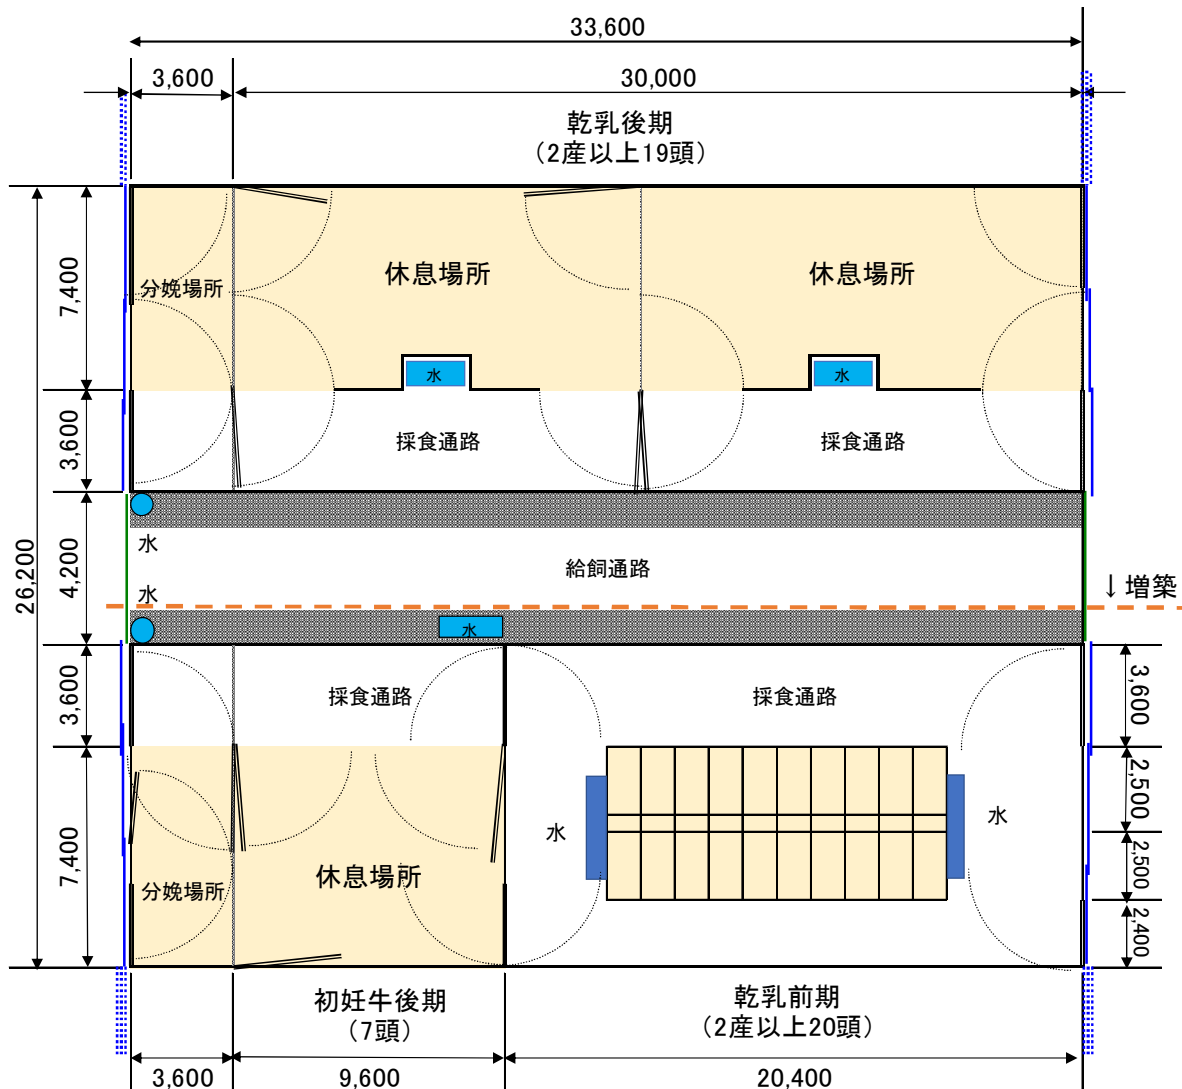 33,600
3,600
30,000
乾乳後期
（2産以上19頭）
7,400
分娩場所
休息場所
休息場所
水
水
3,600
採食通路
採食通路
26,200
4,200
水
給飼通路
水
↓増築
水
3,600
採食通路
採食通路
3,600
7,400
分娩場所
休息場所
水
水
2,500
2,500
2,400
初妊牛後期
（7頭）
乾乳前期
（2産以上20頭）
3,600
9,600
20,400